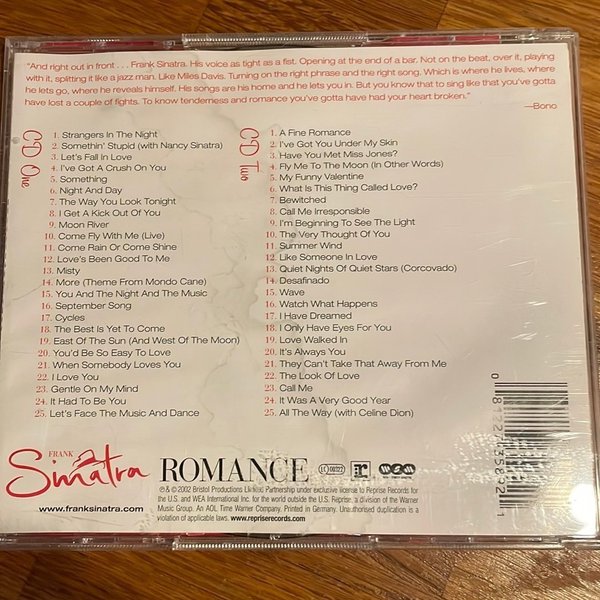 "And right out in front . . . Frank Sinatra. His voice as tight as a fist. Opening at the end of a bar. Not on the beat, over it, playing
with it, splitting it like a jazz man. Like Miles Davis. Turning on the right phrase and the right song. Which is where he lives, where
he lets go, where he reveals himself. His songs are his home and he lets you in. But you know that to sing like that you've gotta
have lost a couple of fights. To know tenderness and romance you've gotta have had your heart broken."
—Bono
CD One
1. Strangers In The Night
2. Somethin' Stupid (with Nancy Sinatra)
3. Let's Fall In Love
4. I've Got A Crush On You
5. Something
6. Night And Day
7. The Way You Look Tonight
8. I Get A Kick Out Of You
9. Moon River
10. Come Fly With Me (Live)
11. Come Rain Or Come Shine
12. Love's Been Good To Me
13. Misty
14. More (Theme From Mondo Cane)
15. You And The Night And The Music
16. September Song
17. Cycles
18. The Best Is Yet To Come
19. East Of The Sun (And West Of The Moon)
20. You'd Be So Easy To Love
21. When Somebody Loves You
22. I Love You
23. Gentle On My Mind
24. It Had To Be You
25. Let's Face The Music And Dance
CD Two
1. A Fine Romance
2. I've Got You Under My Skin
3. Have You Met Miss Jones?
4. Fly Me To The Moon (In Other Words)
5. My Funny Valentine
6. What Is This Thing Called Love?
7. Bewitched
8. Call Me Irresponsible
9. I'm Beginning To See The Light
10. The Very Thought Of You
11. Summer Wind
12. Like Someone In Love
13. Quiet Nights Of Quiet Stars (Corcovado)
14. Desafinado
15. Wave
16. Watch What Happens
17. I Have Dreamed
18. I Only Have Eyes For You
19. Love Walked In
20. It's Always You
21. They Can't Take That Away From Me
22. The Look Of Love
23. Call Me
24. It Was A Very Good Year
25. All The Way (with Celine Dion)
FRANK
Sinatra
ROMANCE
LC 00322
r
wea
www.franksinatra.com
℗ & © 2002 Bristol Productions Limited Partnership under exclusive license to Reprise Records for
the U.S. and WEA International Inc. for the world outside the U.S. Reprise, a division of Warner
Music Group. An AOL Time Warner Company. Printed in Germany. Unauthorised duplication is a
violation of applicable laws. www.repriserecords.com